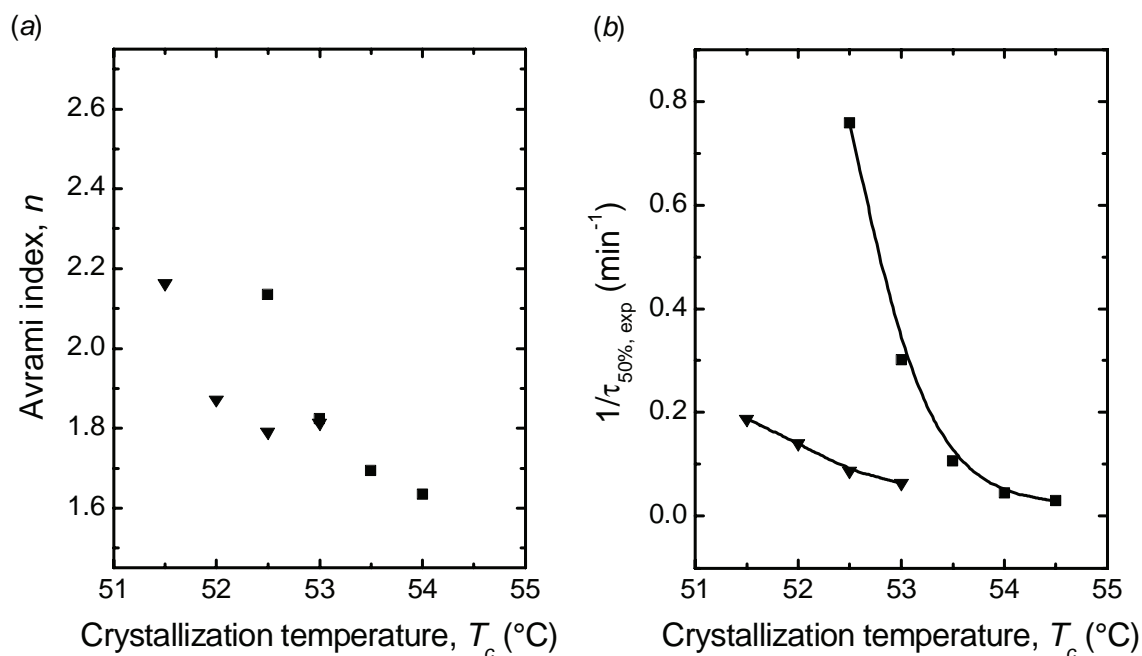 (a)
2.6
2.4
2.2
2.0
1.8
1.6
Avrami index, n
51 52 53 54 55
Crystallization temperature, Tc (°C)
(b)
0.8
0.6
0.4
0.2
0.0
1/τ50%, exp (min-1)
51 52 53 54 55
Crystallization temperature, Tc (°C)